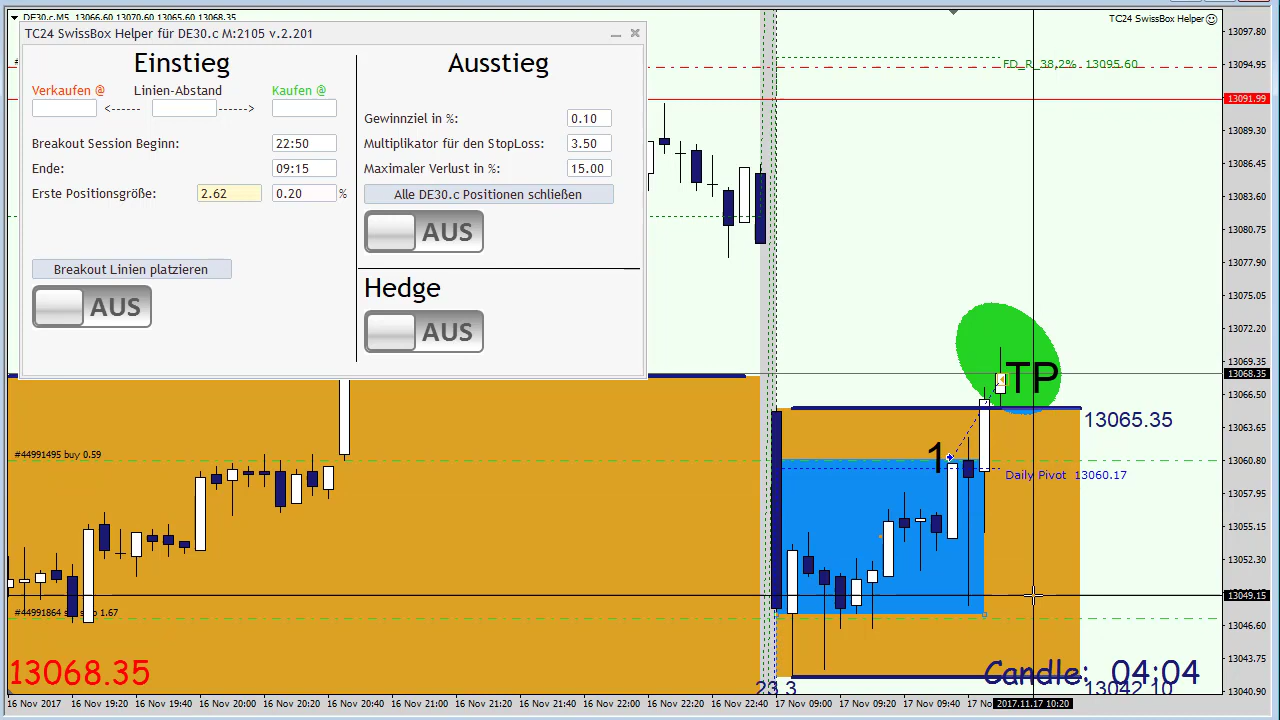 DE30.c,M5 13066.60 13070.60 13065.60 13068.35
TC24 SwissBox Helper
TC24 SwissBox Helper für DE30.c M:2105 v.2.201
Einstieg
Verkaufen @ Linien-Abstand Kaufen @
<----- ----->
Breakout Session Beginn: 22:50
Ende: 09:15
Erste Positionsgröße: 2.62 0.20 %
Breakout Linien platzieren
AUS
Ausstieg
Gewinnziel in %: 0.10
Multiplikator für den StopLoss: 3.50
Maximaler Verlust in %: 15.00
Alle DE30.c Positionen schließen
AUS
Hedge
AUS
FD_R_38,2% 13095.60
TP
1
13065.35
Daily Pivot 13060.17
#44991495 buy 0.59
13068.35
23.3
Candle: 04:04
13042.10
13097.80
13094.95
13091.99
13089.30
13086.45
13083.60
13080.75
13077.90
13075.05
13072.20
13069.35
13068.35
13066.50
13063.65
13060.80
13057.95
13055.15
13052.30
13049.15
13046.60
13043.75
13040.90
16 Nov 2017 16 Nov 19:20 16 Nov 19:40 16 Nov 20:00 16 Nov 20:20 16 Nov 20:40 16 Nov 21:00 16 Nov 21:20 16 Nov 21:40 16 Nov 22:00 16 Nov 22:20 16 Nov 22:40 17 Nov 09:00 17 Nov 09:20 17 Nov 09:40 2017.11.17 10:20